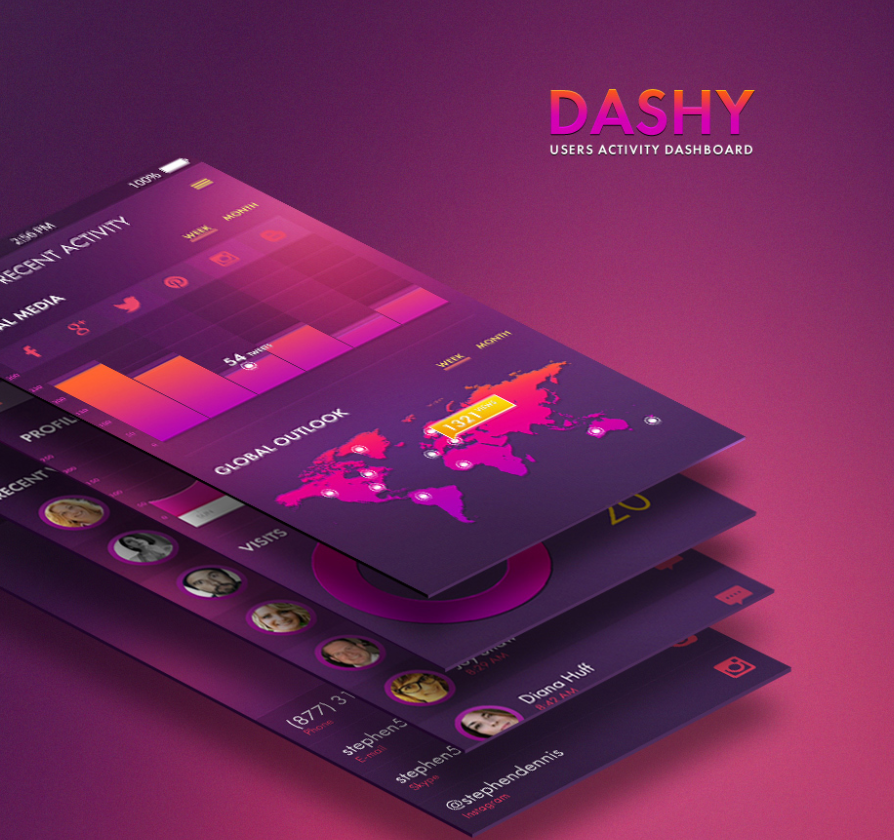 DASHY
USERS ACTIVITY DASHBOARD
100%
2:56 PM
RECENT ACTIVITY
WEEK MONTH
AL MEDIA
54 TWEETS
WEEK MONTH
GLOBAL OUTLOOK
1321
PROFIL
RECENT
VISITS
20
8:29 AM
Diana Huff
8:42 AM
(877) 31
Phone
stephen5
E-mail
stephen5
Skype
@stephendennis
Instagram